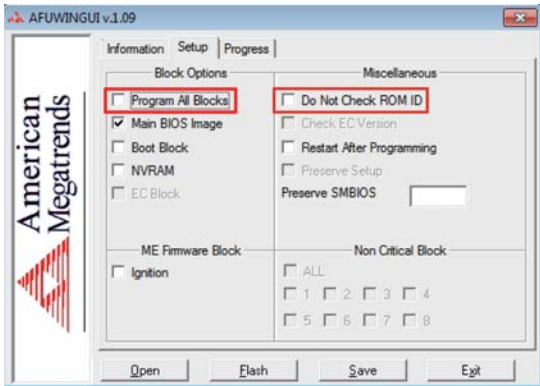 AFUWINGUI v.1.09
American
Megatrends
Information Setup Progress
Block Options
Program All Blocks
Main BIOS Image
Boot Block
NVRAM
EC Block
Miscellaneous
Do Not Check ROM ID
Check EC Version
Restart After Programming
Preserve Setup
Preserve SMBIOS
ME Firmware Block
Ignition
Non Critical Block
ALL
1 2 3 4
5 6 7 8
Open Flash Save Exit